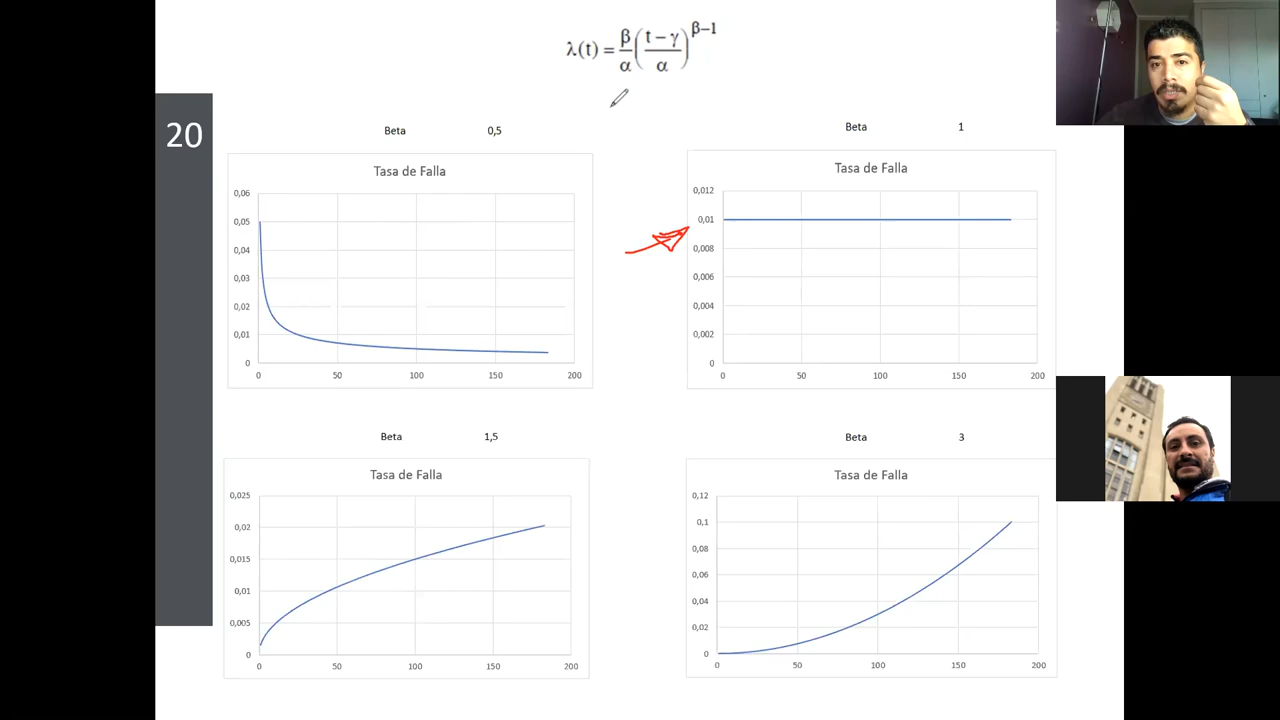 λ(t) = β/α ((t − γ)/α)^(β−1)
20
Beta 0,5
Tasa de Falla
0,06
0,05
0,04
0,03
0,02
0,01
0
0 50 100 150 200
Beta 1
Tasa de Falla
0,012
0,01
0,008
0,006
0,004
0,002
0
0 50 100 150 200
Beta 1,5
Tasa de Falla
0,025
0,02
0,015
0,01
0,005
0
0 50 100 150 200
Beta 3
Tasa de Falla
0,12
0,1
0,08
0,06
0,04
0,02
0
0 50 100 150 200